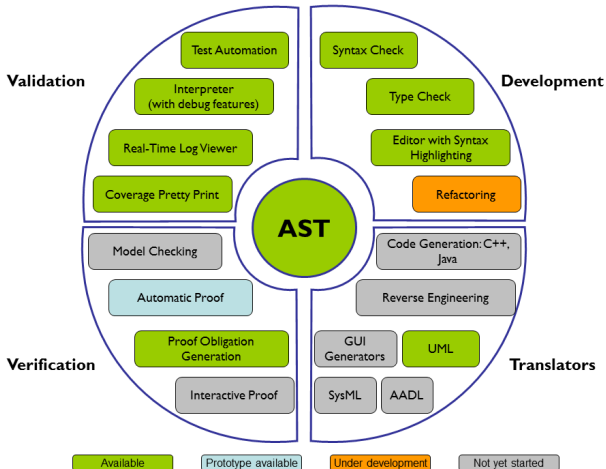 Validation
Test Automation
Interpreter
(with debug features)
Real-Time Log Viewer
Coverage Pretty Print
Development
Syntax Check
Type Check
Editor with Syntax
Highlighting
Refactoring
AST
Verification
Model Checking
Automatic Proof
Proof Obligation
Generation
Interactive Proof
Translators
Code Generation: C++,
Java
Reverse Engineering
GUI
Generators
UML
SysML
AADL
Available
Prototype available
Under development
Not yet started